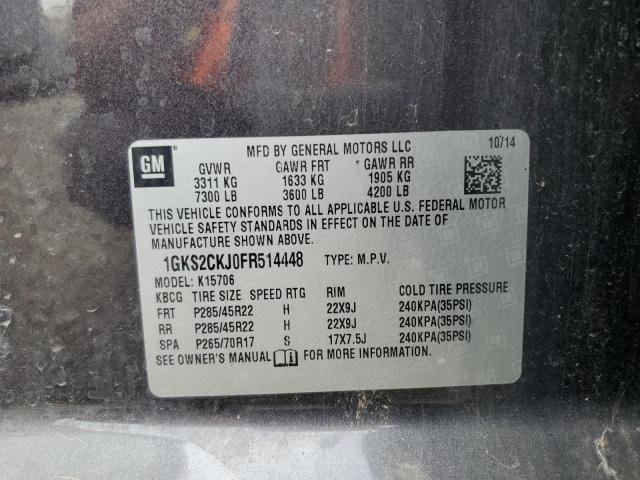 GM
MFD BY GENERAL MOTORS LLC 10/14
GVWR GAWR FRT GAWR RR
3311 KG 1633 KG 1905 KG
7300 LB 3600 LB 4200 LB
THIS VEHICLE CONFORMS TO ALL APPLICABLE U.S. FEDERAL MOTOR
VEHICLE SAFETY STANDARDS IN EFFECT ON THE DATE OF
MANUFACTURE SHOWN ABOVE.
1GKS2CKJ0FR514448 TYPE: M.P.V.
MODEL: K15706
KBCG TIRE SIZE SPEED RTG RIM COLD TIRE PRESSURE
FRT P285/45R22 H 22X9J 240KPA(35PSI)
RR P285/45R22 H 22X9J 240KPA(35PSI)
SPA P265/70R17 S 17X7.5J 240KPA(35PSI)
SEE OWNER'S MANUAL FOR MORE INFORMATION.